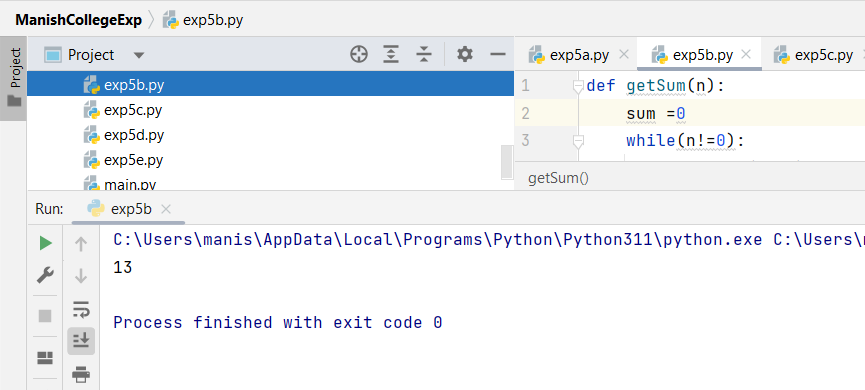 ManishCollegeExp exp5b.py
Project
Project
exp5a.py
exp5b.py
exp5c.py
exp5b.py
exp5c.py
exp5d.py
exp5e.py
main.py
1 def getSum(n):
2 sum =0
3 while(n!=0):
getSum()
Run: exp5b
C:\Users\manis\AppData\Local\Programs\Python\Python311\python.exe C:\Users\
13
Process finished with exit code 0